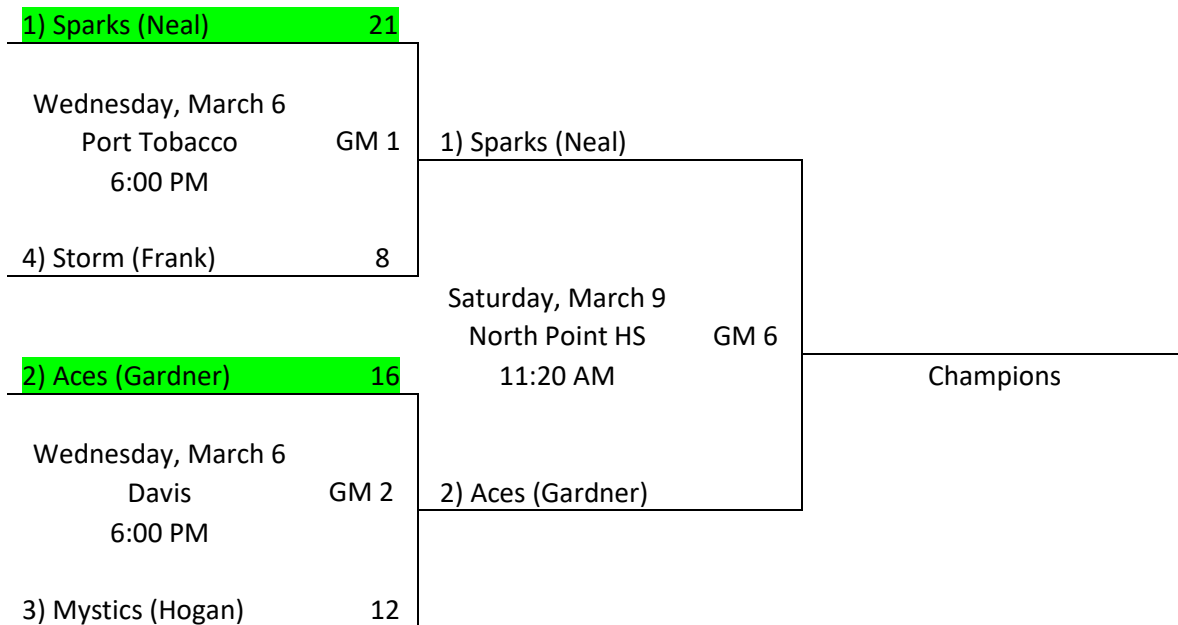 1) Sparks (Neal) 21
Wednesday, March 6
Port Tobacco GM 1
6:00 PM
4) Storm (Frank) 8
1) Sparks (Neal)
2) Aces (Gardner) 16
Wednesday, March 6
Davis GM 2
6:00 PM
3) Mystics (Hogan) 12
2) Aces (Gardner)
Saturday, March 9
North Point HS GM 6
11:20 AM
Champions